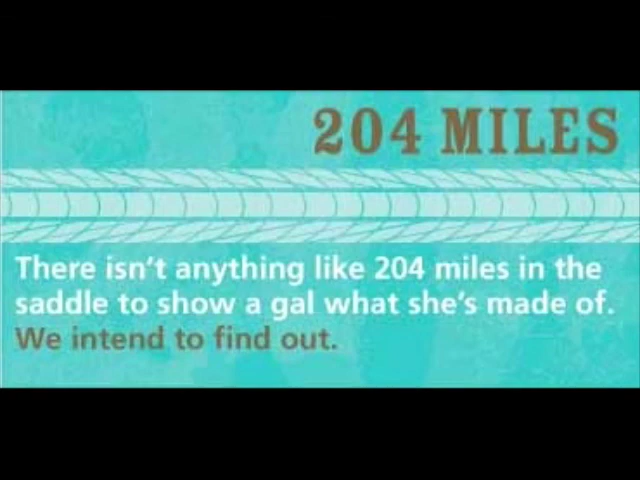 204 MILES
There isn't anything like 204 miles in the
saddle to show a gal what she's made of.
We intend to find out.